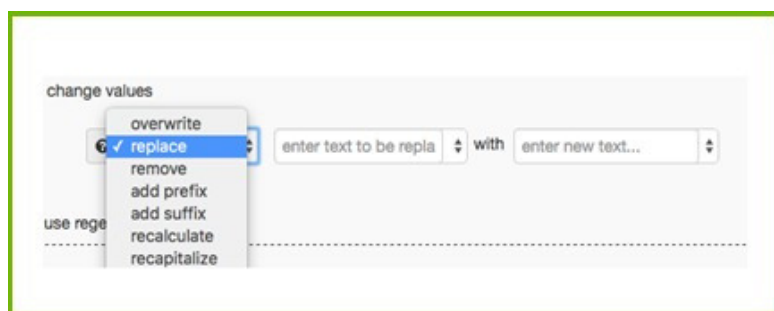 change values
overwrite
? ✓ replace enter text to be repla with enter new text...
remove
add prefix
add suffix
use rege
recalculate
recapitalize